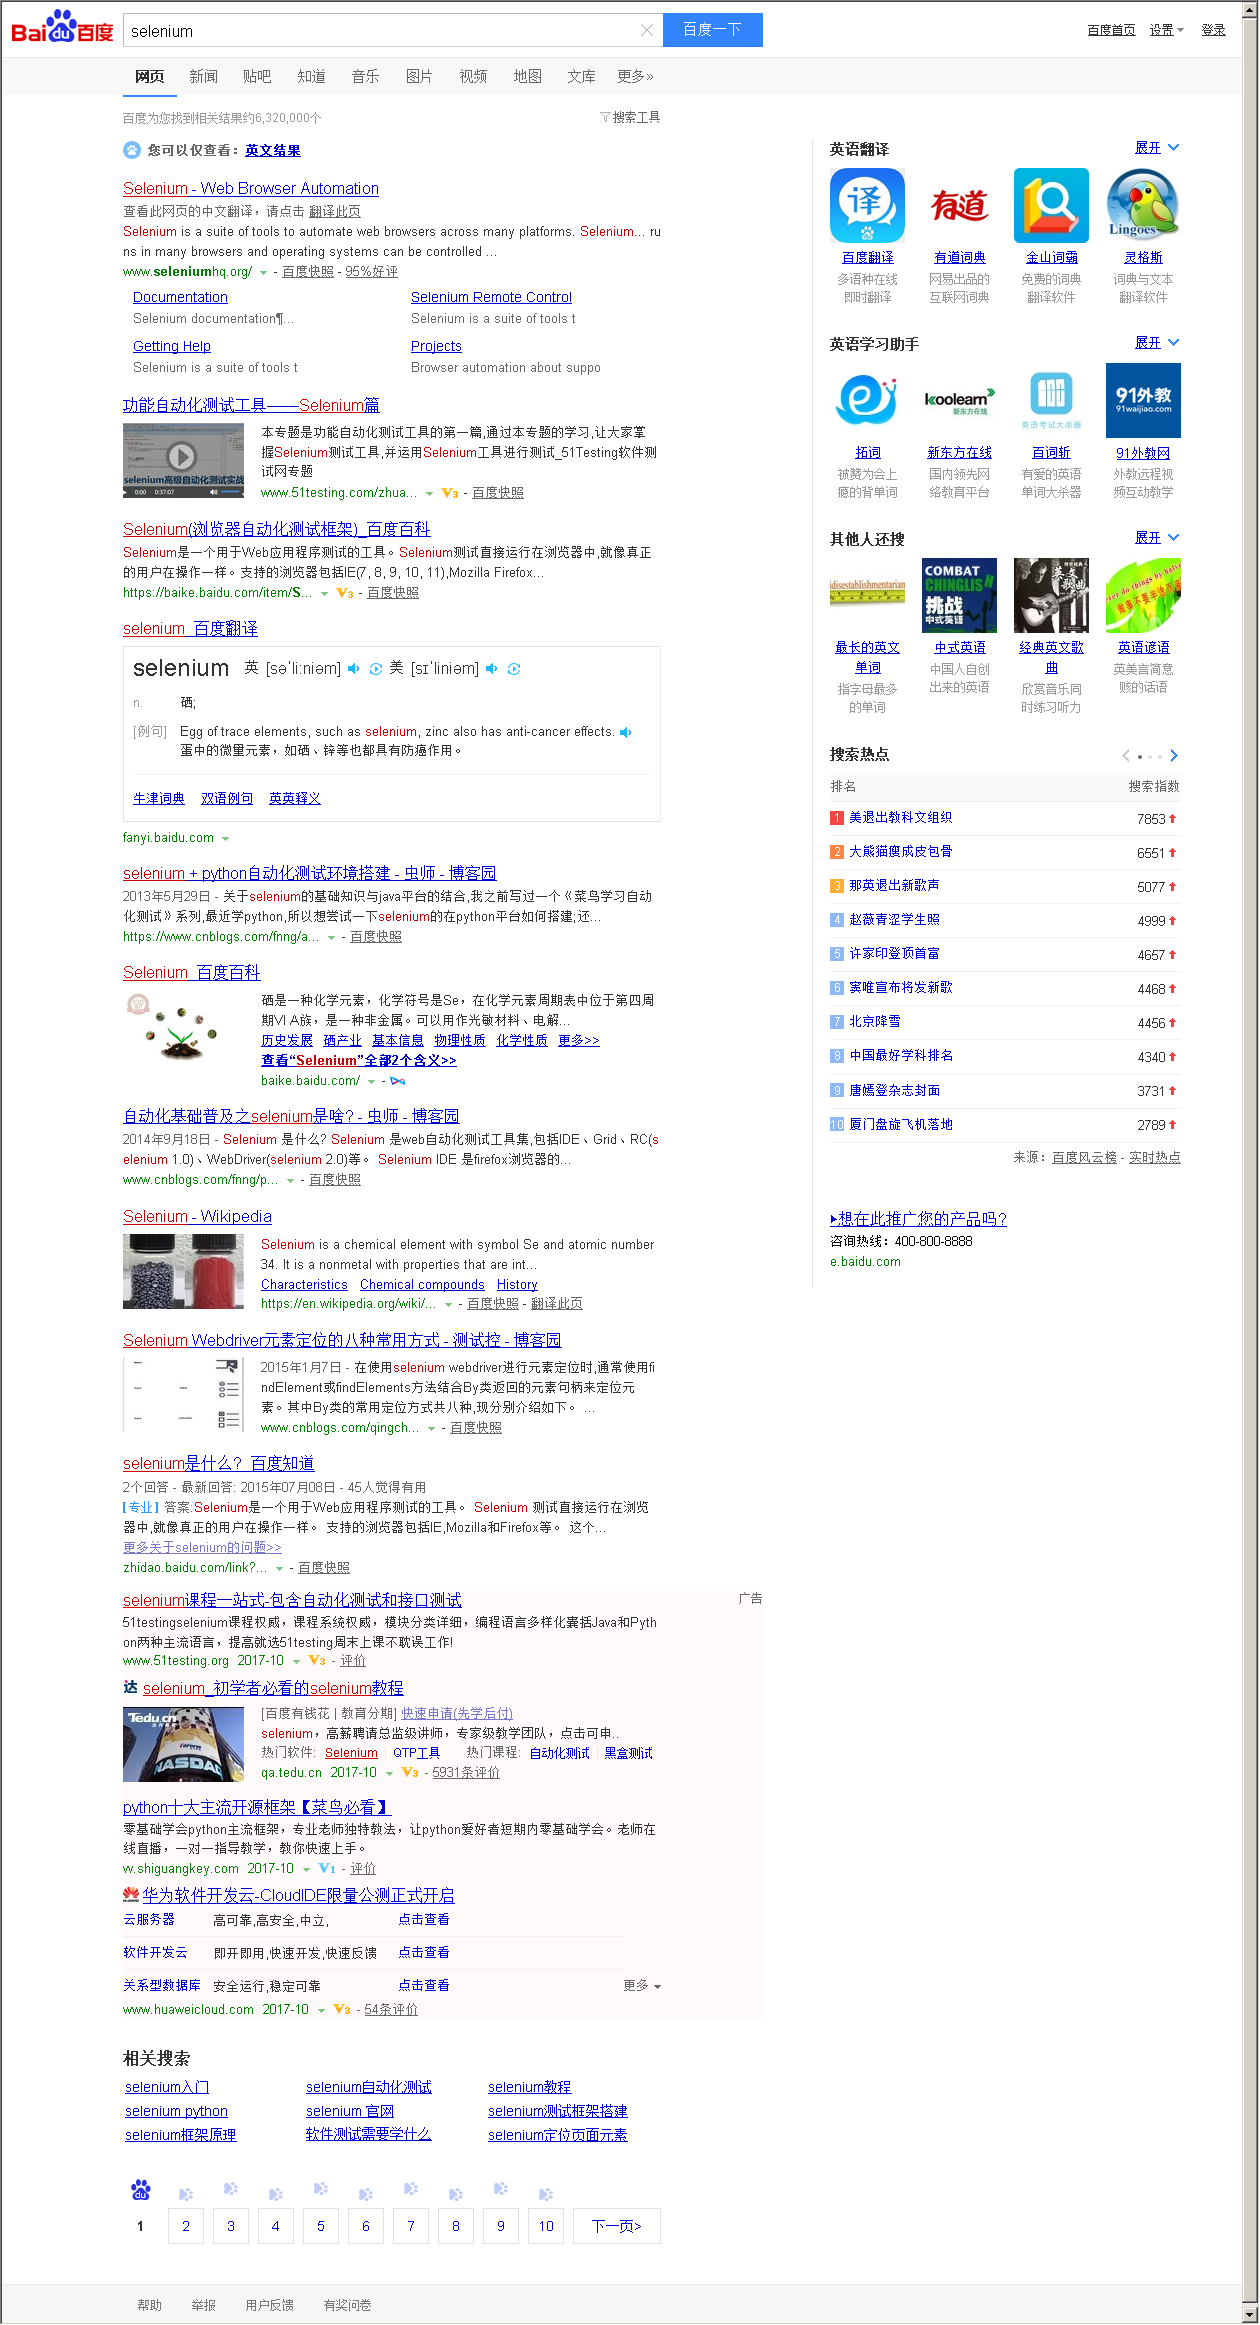 Bai du 百度
selenium
百度一下
百度首页 设置 登录
网页 新闻 贴吧 知道 音乐 图片 视频 地图 文库 更多»
百度为您找到相关结果约6,320,000个
搜索工具
您可以仅查看：英文结果
Selenium - Web Browser Automation
查看此网页的中文翻译，请点击 翻译此页
Selenium is a suite of tools to automate web browsers across many platforms. Selenium... ru
ns in many browsers and operating systems can be controlled ...
www.seleniumhq.org/ - 百度快照 - 95%好评
Documentation Selenium Remote Control
Selenium documentation¶... Selenium is a suite of tools t
Getting Help Projects
Selenium is a suite of tools t Browser automation about suppo
功能自动化测试工具——Selenium篇
selenium高级自动化测试实战
0:00 0:37:07
本专题是功能自动化测试工具的第一篇,通过本专题的学习,让大家掌
握Selenium测试工具,并运用Selenium工具进行测试_51Testing软件测
试网专题
www.51testing.com/zhua... V3 - 百度快照
Selenium(浏览器自动化测试框架)_百度百科
Selenium是一个用于Web应用程序测试的工具。Selenium测试直接运行在浏览器中,就像真正
的用户在操作一样。支持的浏览器包括IE(7, 8, 9, 10, 11),Mozilla Firefox...
https://baike.baidu.com/item/S... V3 - 百度快照
selenium_百度翻译
selenium 英 [səˈli:niəm] 美 [sɪˈliniəm]
n. 硒;
[例句] Egg of trace elements, such as selenium, zinc also has anti-cancer effects.
蛋中的微量元素，如硒、锌等也都具有防癌作用。
牛津词典 双语例句 英英释义
fanyi.baidu.com
selenium + python自动化测试环境搭建 - 虫师 - 博客园
2013年5月29日 - 关于selenium的基础知识与java平台的结合,我之前写过一个《菜鸟学习自动
化测试》系列,最近学python,所以想尝试一下selenium的在python平台如何搭建;还...
https://www.cnblogs.com/fnng/a... - 百度快照
Selenium_百度百科
硒是一种化学元素，化学符号是Se，在化学元素周期表中位于第四周
期VI A族，是一种非金属。可以用作光敏材料、电解...
历史发展 硒产业 基本信息 物理性质 化学性质 更多>>
查看“Selenium”全部2个含义>>
baike.baidu.com/ -
自动化基础普及之selenium是啥? - 虫师 - 博客园
2014年9月18日 - Selenium 是什么? Selenium 是web自动化测试工具集,包括IDE、Grid、RC(s
elenium 1.0)、WebDriver(selenium 2.0)等。 Selenium IDE 是firefox浏览器的...
www.cnblogs.com/fnng/p... - 百度快照
Selenium - Wikipedia
Selenium is a chemical element with symbol Se and atomic number
34. It is a nonmetal with properties that are int...
Characteristics Chemical compounds History
https://en.wikipedia.org/wiki/... - 百度快照 - 翻译此页
Selenium Webdriver元素定位的八种常用方式 - 测试控 - 博客园
2015年1月7日 - 在使用selenium webdriver进行元素定位时,通常使用fi
ndElement或findElements方法结合By类返回的元素句柄来定位元
素。其中By类的常用定位方式共八种,现分别介绍如下。 ...
www.cnblogs.com/qingch... - 百度快照
selenium是什么? _百度知道
2个回答 - 最新回答: 2015年07月08日 - 45人觉得有用
[专业] 答案:Selenium是一个用于Web应用程序测试的工具。 Selenium 测试直接运行在浏览
器中,就像真正的用户在操作一样。 支持的浏览器包括IE,Mozilla和Firefox等。 这个...
更多关于selenium的问题>>
zhidao.baidu.com/link?... - 百度快照
selenium课程一站式-包含自动化测试和接口测试 广告
51testingselenium课程权威，课程系统权威，模块分类详细，编程语言多样化囊括Java和Pyth
on两种主流语言，提高就选51testing周末上课不耽误工作!
www.51testing.org 2017-10 V3 - 评价
达 selenium_初学者必看的selenium教程
Tedu.cn
NASDAQ
[百度有钱花 | 教育分期] 快速申请(先学后付)
selenium，高薪聘请总监级讲师，专家级教学团队，点击可申..
热门软件: Selenium QTP工具 热门课程: 自动化测试 黑盒测试
qa.tedu.cn 2017-10 V3 - 5931条评价
python十大主流开源框架【菜鸟必看】
零基础学会python主流框架，专业老师独特教法，让python爱好者短期内零基础学会。老师在
线直播，一对一指导教学，教你快速上手。
vv.shiguangkey.com 2017-10 V1 - 评价
华为软件开发云-CloudIDE限量公测正式开启
云服务器 高可靠,高安全,中立, 点击查看
软件开发云 即开即用,快速开发,快速反馈 点击查看
关系型数据库 安全运行,稳定可靠 点击查看 更多
www.huaweicloud.com 2017-10 V3 - 54条评价
相关搜索
selenium入门 selenium自动化测试 selenium教程
selenium python selenium 官网 selenium测试框架搭建
selenium框架原理 软件测试需要学什么 selenium定位页面元素
du
1 2 3 4 5 6 7 8 9 10 下一页>
帮助 举报 用户反馈 有奖问卷
英语翻译 展开
译 有道 Lingoes
百度翻译 有道词典 金山词霸 灵格斯
多语种在线 网易出品的 免费的词典 词典与文本
即时翻译 互联网词典 翻译软件 翻译软件
英语学习助手 展开
koolearn
新东方在线
英语考试大杀器
91外教
91waijiao.com
拓词 新东方在线 百词斩 91外教网
被赞为会上 国内领先网 有爱的英语 外教远程视
瘾的背单词 络教育平台 单词大杀器 频互动教学
其他人还搜 展开
disestablishmentarian
COMBAT
CHINGLISH
挑战
中式英语
英文歌曲
最长的英文 中式英语 经典英文歌 英语谚语
单词 曲
中国人自创 英美言简意
出来的英语 赅的话语
指字母最多 欣赏音乐同
的单词 时练习听力
搜索热点
排名 搜索指数
1 美退出教科文组织 7853
2 大熊猫瘦成皮包骨 6551
3 那英退出新歌声 5077
4 赵薇青涩学生照 4999
5 许家印登顶首富 4657
6 窦唯宣布将发新歌 4468
7 北京降雪 4456
8 中国最好学科排名 4340
9 唐嫣登杂志封面 3731
10 厦门盘旋飞机落地 2789
来源：百度风云榜 - 实时热点
想在此推广您的产品吗?
咨询热线：400-800-8888
e.baidu.com